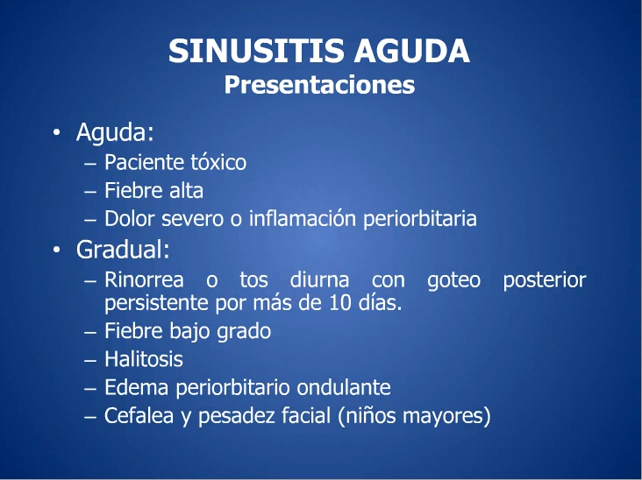 SINUSITIS AGUDA
Presentaciones
• Aguda:
– Paciente tóxico
– Fiebre alta
– Dolor severo o inflamación periorbitaria
• Gradual:
– Rinorrea o tos diurna con goteo posterior
persistente por más de 10 días.
– Fiebre bajo grado
– Halitosis
– Edema periorbitario ondulante
– Cefalea y pesadez facial (niños mayores)